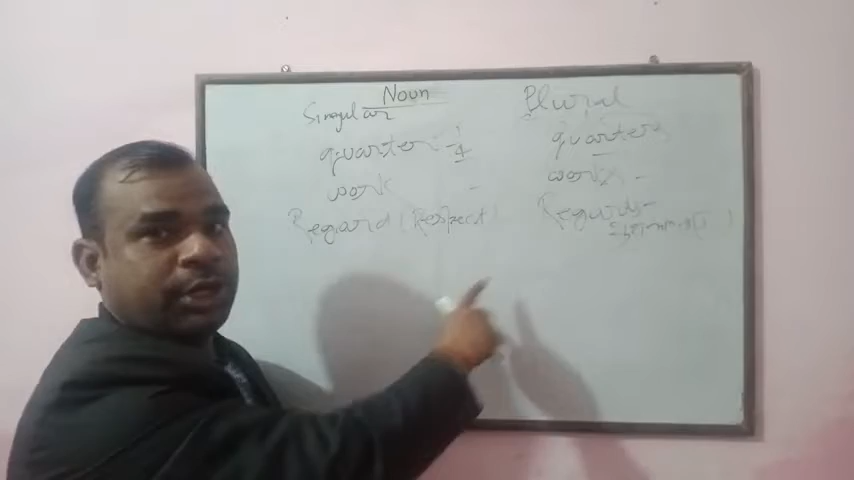 Noun
Singular Plural
quarter - 1/4 quarters
work - works -
Regard (Respect) Regards -